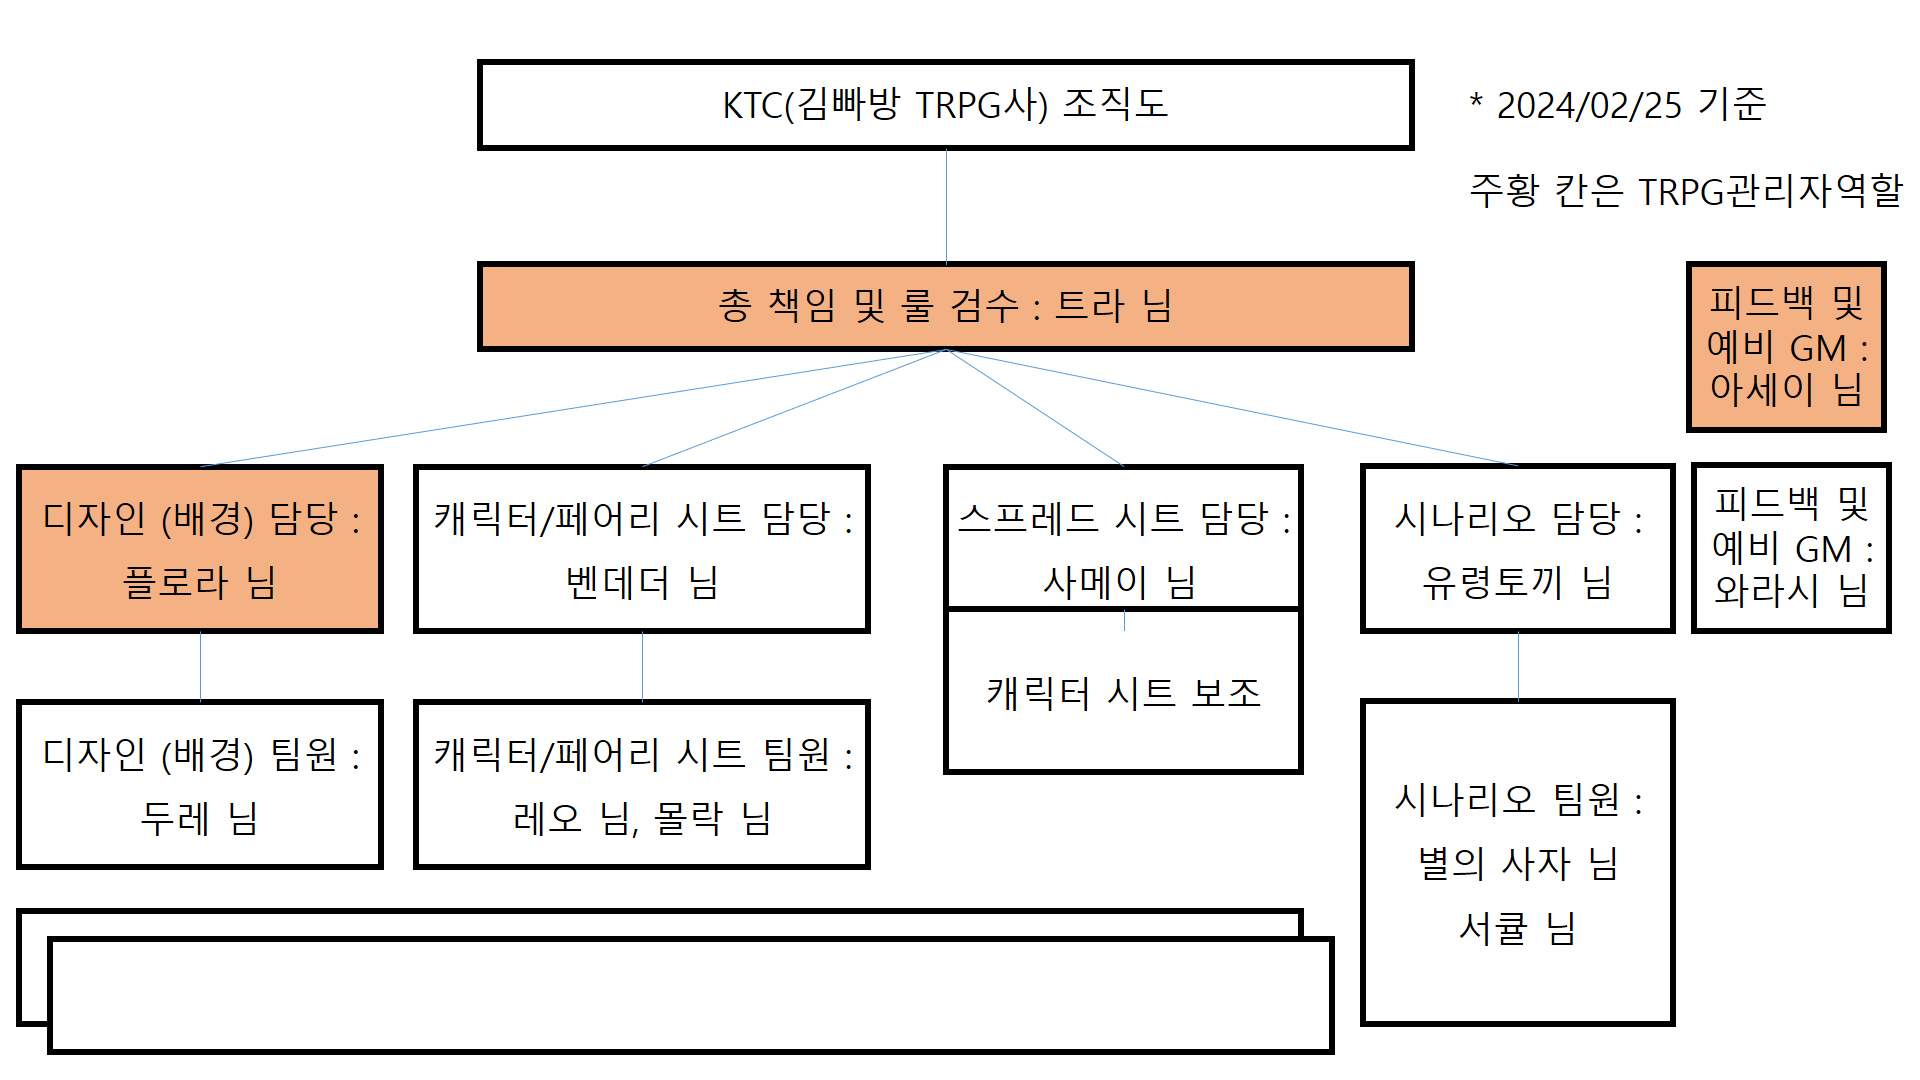 KTC(김빠방 TRPG사) 조직도
* 2024/02/25 기준
주황 칸은 TRPG관리자역할
총 책임 및 룰 검수 : 트라 님
피드백 및
예비 GM :
아세이 님
디자인 (배경) 담당 :
플로라 님
캐릭터/페어리 시트 담당 :
벤데더 님
스프레드 시트 담당 :
사메이 님
시나리오 담당 :
유령토끼 님
피드백 및
예비 GM :
와라시 님
캐릭터 시트 보조
디자인 (배경) 팀원 :
두레 님
캐릭터/페어리 시트 팀원 :
레오 님, 몰락 님
시나리오 팀원 :
별의 사자 님
서큘 님